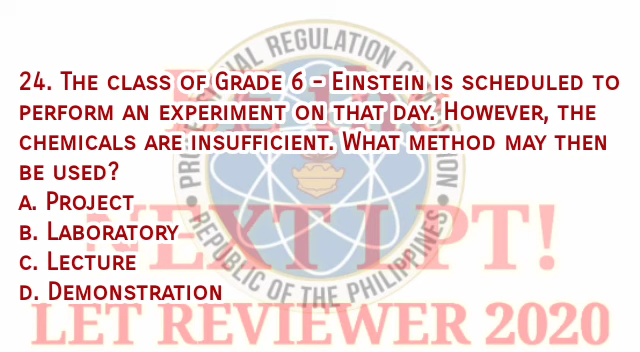 24. The class of Grade 6 - Einstein is scheduled to
perform an experiment on that day. However, the
chemicals are insufficient. What method may then
be used?
a. Project
b. Laboratory
c. Lecture
d. Demonstration
NEXT LPT!
LET REVIEWER 2020
REGULATION
REPUBLIC OF THE PHILIPPINES